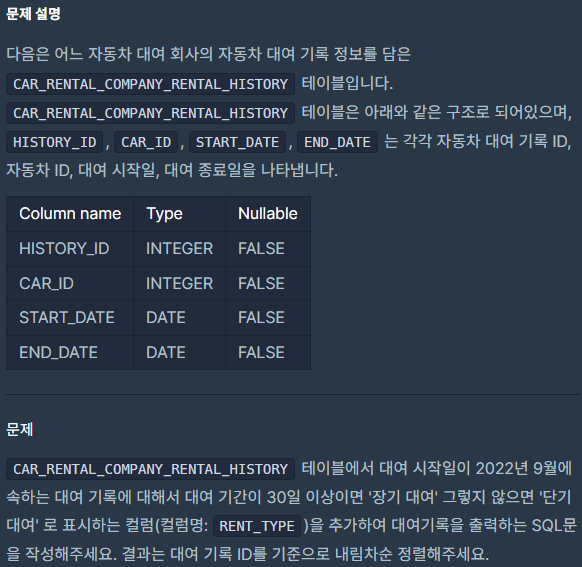 문제 설명
다음은 어느 자동차 대여 회사의 자동차 대여 기록 정보를 담은
CAR_RENTAL_COMPANY_RENTAL_HISTORY 테이블입니다.
CAR_RENTAL_COMPANY_RENTAL_HISTORY 테이블은 아래와 같은 구조로 되어있으며,
HISTORY_ID , CAR_ID , START_DATE , END_DATE 는 각각 자동차 대여 기록 ID,
자동차 ID, 대여 시작일, 대여 종료일을 나타냅니다.
Column name Type Nullable
HISTORY_ID INTEGER FALSE
CAR_ID INTEGER FALSE
START_DATE DATE FALSE
END_DATE DATE FALSE
문제
CAR_RENTAL_COMPANY_RENTAL_HISTORY 테이블에서 대여 시작일이 2022년 9월에
속하는 대여 기록에 대해서 대여 기간이 30일 이상이면 '장기 대여' 그렇지 않으면 '단기
대여' 로 표시하는 컬럼(컬럼명: RENT_TYPE )을 추가하여 대여기록을 출력하는 SQL문
을 작성해주세요. 결과는 대여 기록 ID를 기준으로 내림차순 정렬해주세요.